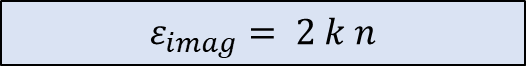 ε_imag = 2 k n